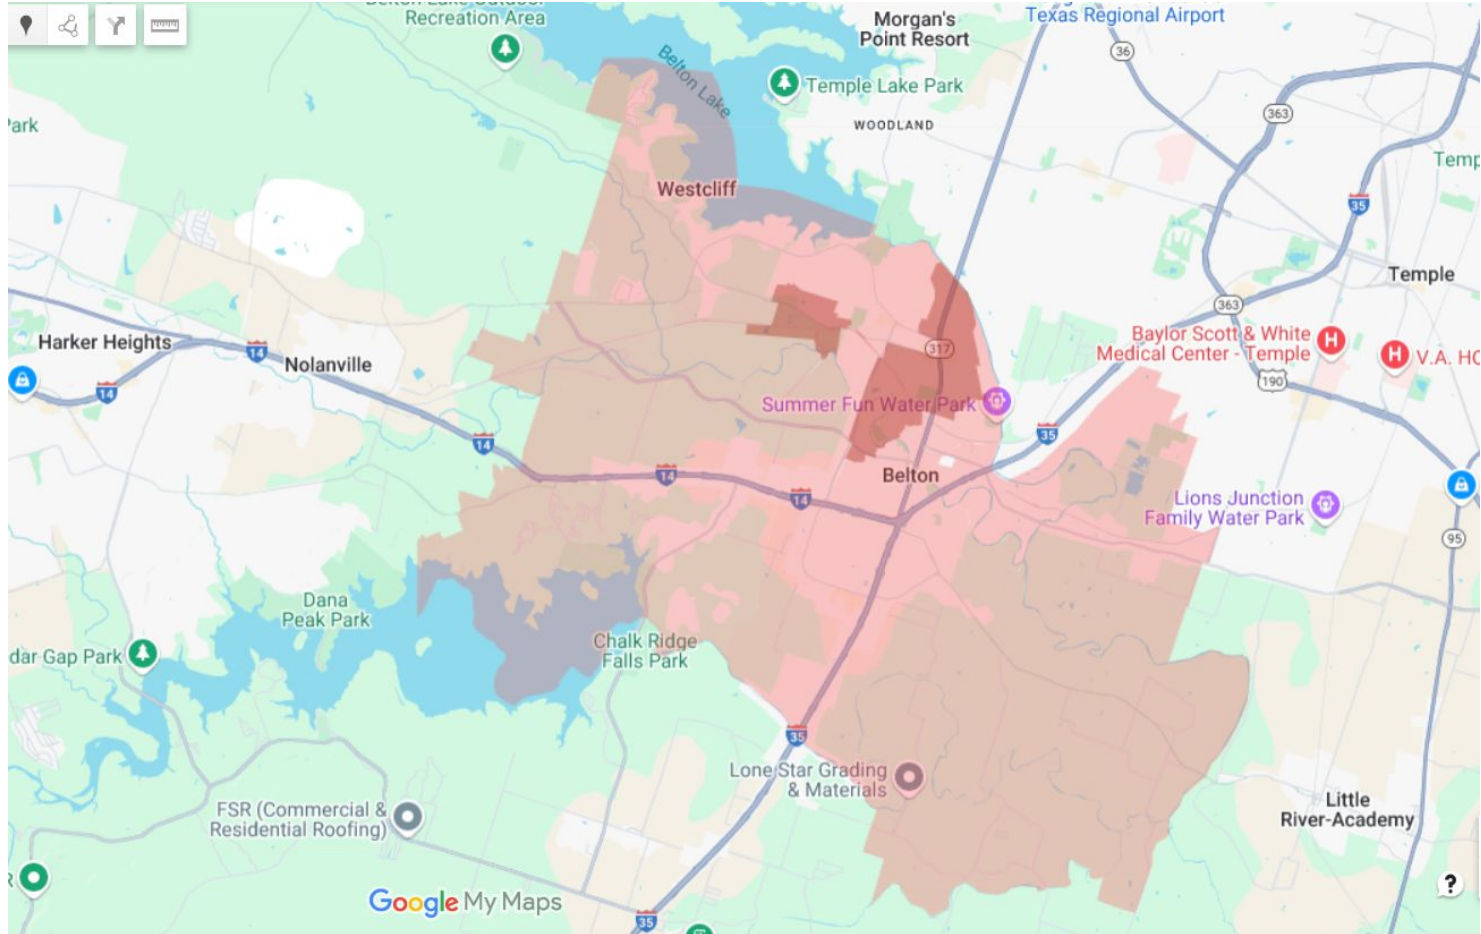 Belton Lake Outdoor
Recreation Area
Morgan's
Point Resort
Texas Regional Airport
36
Belton Lake
Temple Lake Park
363
WOODLAND
Park
Temp
Westcliff
35
Temple
363
Harker Heights
14
Nolanville
317
Baylor Scott & White
Medical Center - Temple
H
H
V.A. HO
190
14
Summer Fun Water Park
35
14
14
Belton
14
Lions Junction
Family Water Park
95
Dana
Peak Park
Chalk Ridge
Falls Park
dar Gap Park
35
Lone Star Grading
& Materials
FSR (Commercial &
Residential Roofing)
Little
River-Academy
R
?
Google My Maps
35